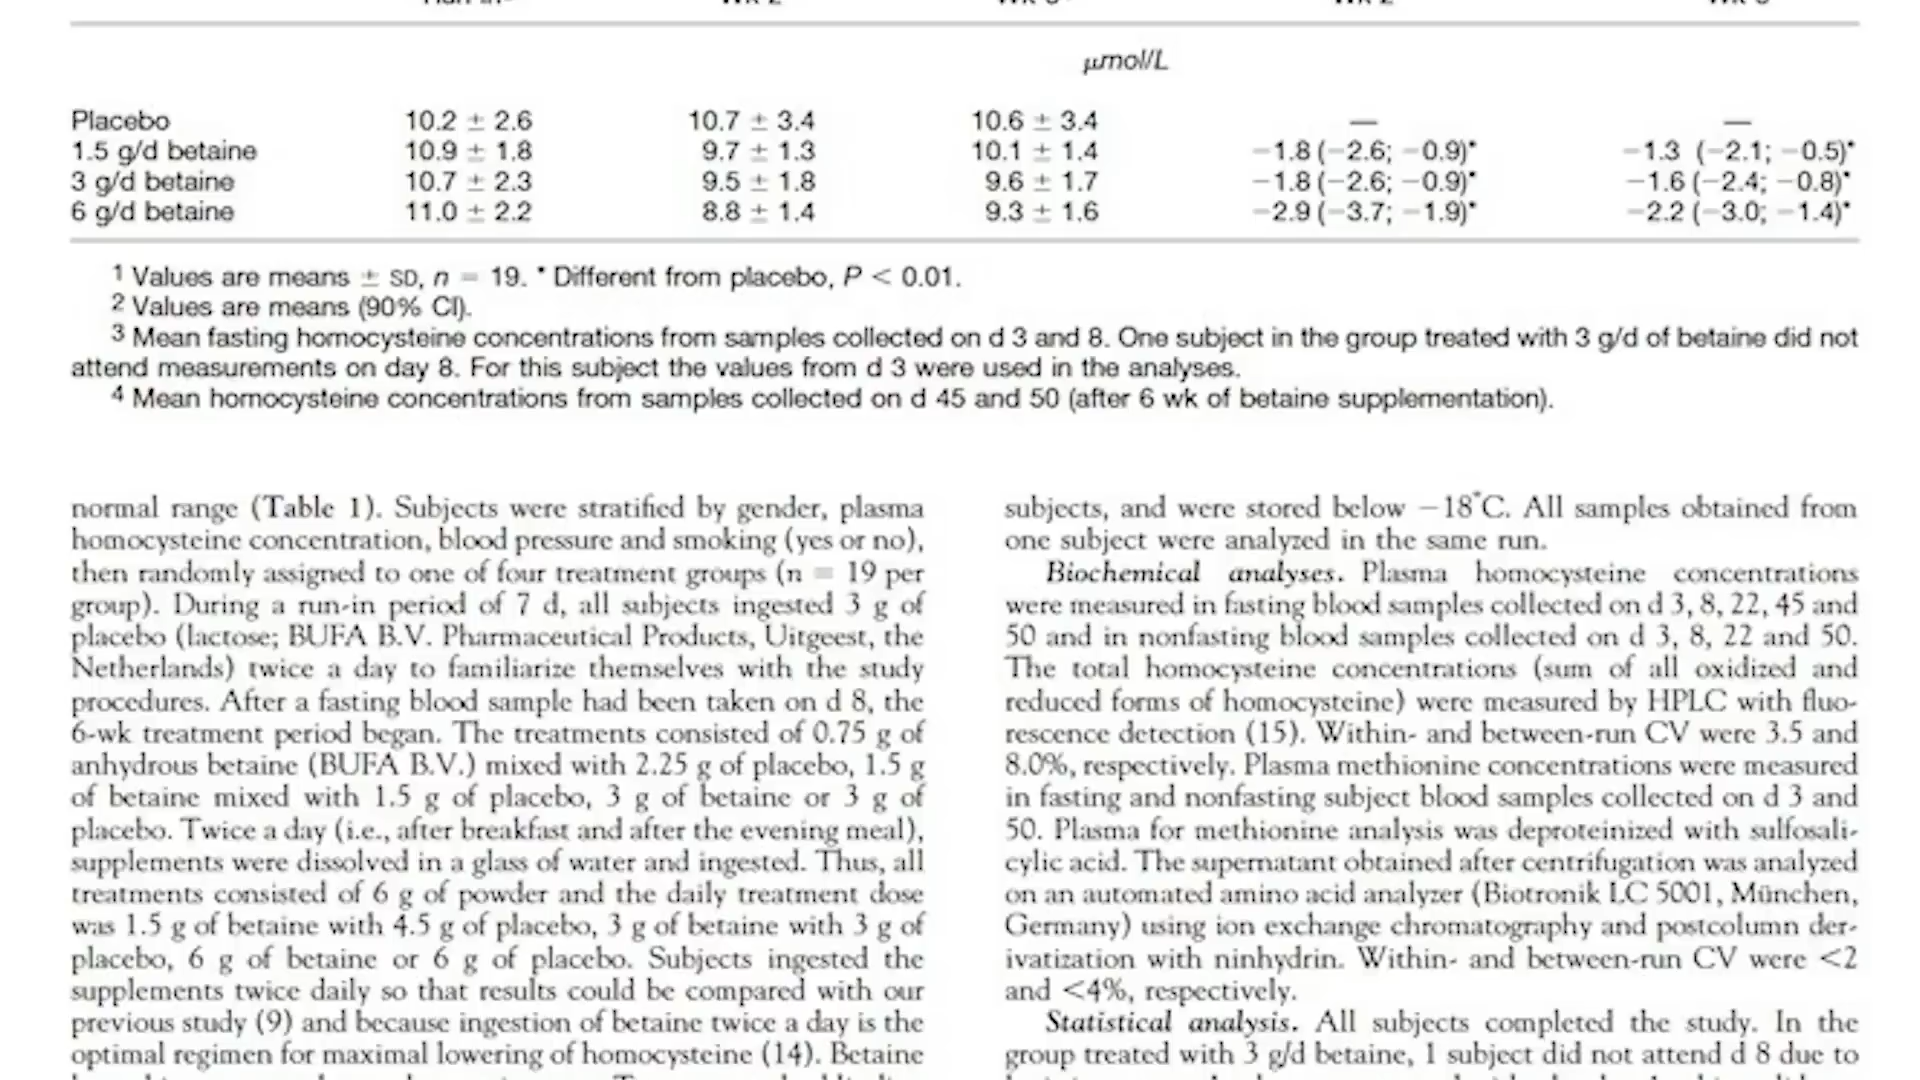 μmol/L
Placebo 10.2 ± 2.6 10.7 ± 3.4 10.6 ± 3.4 — —
1.5 g/d betaine 10.9 ± 1.8 9.7 ± 1.3 10.1 ± 1.4 −1.8 (−2.6; −0.9)* −1.3 (−2.1; −0.5)*
3 g/d betaine 10.7 ± 2.3 9.5 ± 1.8 9.6 ± 1.7 −1.8 (−2.6; −0.9)* −1.6 (−2.4; −0.8)*
6 g/d betaine 11.0 ± 2.2 8.8 ± 1.4 9.3 ± 1.6 −2.9 (−3.7; −1.9)* −2.2 (−3.0; −1.4)*
1 Values are means ± SD, n = 19. * Different from placebo, P < 0.01.
2 Values are means (90% CI).
3 Mean fasting homocysteine concentrations from samples collected on d 3 and 8. One subject in the group treated with 3 g/d of betaine did not
attend measurements on day 8. For this subject the values from d 3 were used in the analyses.
4 Mean homocysteine concentrations from samples collected on d 45 and 50 (after 6 wk of betaine supplementation).
normal range (Table 1). Subjects were stratified by gender, plasma
homocysteine concentration, blood pressure and smoking (yes or no),
then randomly assigned to one of four treatment groups (n = 19 per
group). During a run-in period of 7 d, all subjects ingested 3 g of
placebo (lactose; BUFA B.V. Pharmaceutical Products, Uitgeest, the
Netherlands) twice a day to familiarize themselves with the study
procedures. After a fasting blood sample had been taken on d 8, the
6-wk treatment period began. The treatments consisted of 0.75 g of
anhydrous betaine (BUFA B.V.) mixed with 2.25 g of placebo, 1.5 g
of betaine mixed with 1.5 g of placebo, 3 g of betaine or 3 g of
placebo. Twice a day (i.e., after breakfast and after the evening meal),
supplements were dissolved in a glass of water and ingested. Thus, all
treatments consisted of 6 g of powder and the daily treatment dose
was 1.5 g of betaine with 4.5 g of placebo, 3 g of betaine with 3 g of
placebo, 6 g of betaine or 6 g of placebo. Subjects ingested the
supplements twice daily so that results could be compared with our
previous study (9) and because ingestion of betaine twice a day is the
optimal regimen for maximal lowering of homocysteine (14). Betaine
subjects, and were stored below −18°C. All samples obtained from
one subject were analyzed in the same run.
Biochemical analyses. Plasma homocysteine concentrations
were measured in fasting blood samples collected on d 3, 8, 22, 45 and
50 and in nonfasting blood samples collected on d 3, 8, 22 and 50.
The total homocysteine concentrations (sum of all oxidized and
reduced forms of homocysteine) were measured by HPLC with fluo-
rescence detection (15). Within- and between-run CV were 3.5 and
8.0%, respectively. Plasma methionine concentrations were measured
in fasting and nonfasting subject blood samples collected on d 3 and
50. Plasma for methionine analysis was deproteinized with sulfosali-
cylic acid. The supernatant obtained after centrifugation was analyzed
on an automated amino acid analyzer (Biotronik LC 5001, München,
Germany) using ion exchange chromatography and postcolumn der-
ivatization with ninhydrin. Within- and between-run CV were <2
and <4%, respectively.
Statistical analysis. All subjects completed the study. In the
group treated with 3 g/d betaine, 1 subject did not attend d 8 due to